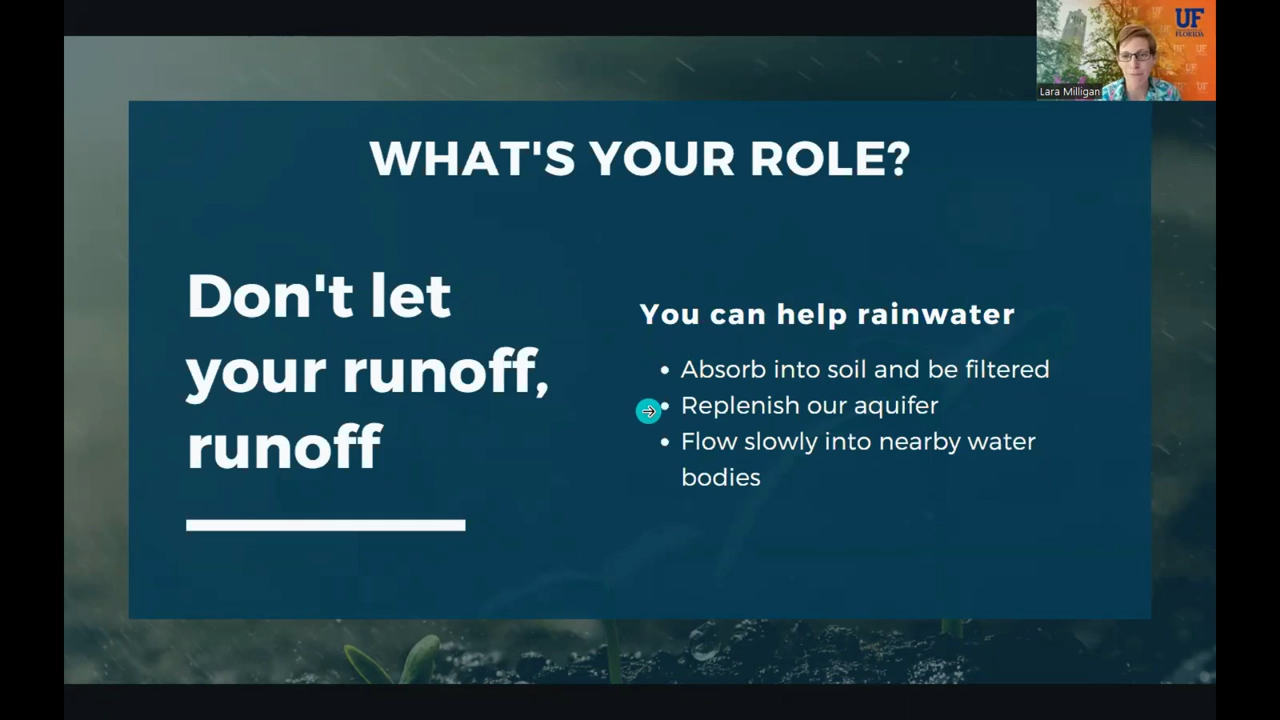 UF
FLORIDA
Lara Milligan
WHAT'S YOUR ROLE?
Don't let
your runoff,
runoff
You can help rainwater
• Absorb into soil and be filtered
• Replenish our aquifer
• Flow slowly into nearby water
bodies